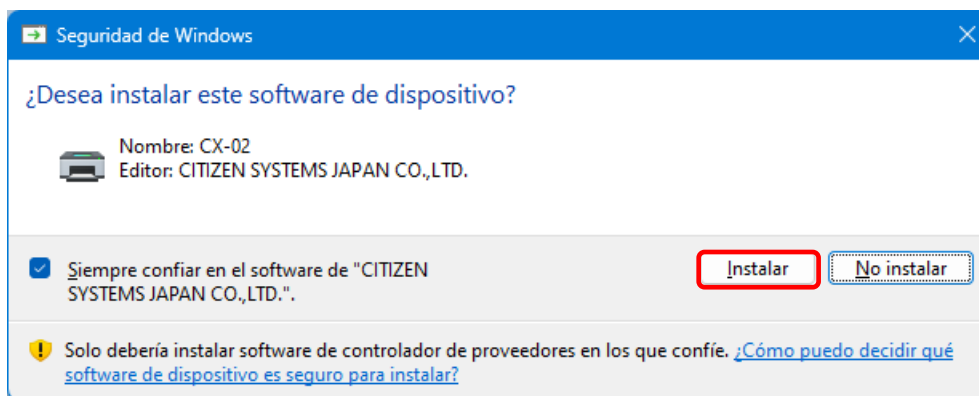 Seguridad de Windows
¿Desea instalar este software de dispositivo?
Nombre: CX-02
Editor: CITIZEN SYSTEMS JAPAN CO.,LTD.
Siempre confiar en el software de "CITIZEN
SYSTEMS JAPAN CO.,LTD.".
Instalar
No instalar
Solo debería instalar software de controlador de proveedores en los que confíe. ¿Cómo puedo decidir qué
software de dispositivo es seguro para instalar?